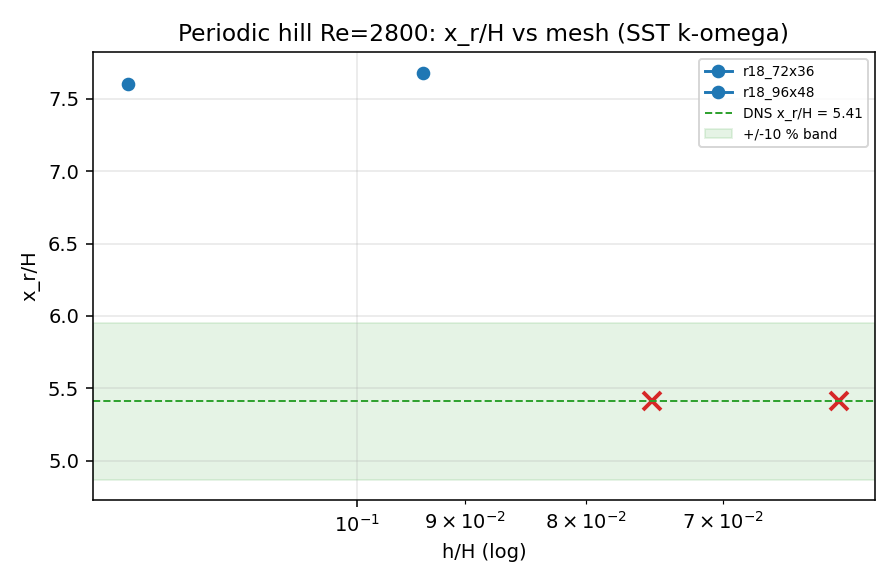 Periodic hill Re=2800: x_r/H vs mesh (SST k-omega)
r18_72x36
r18_96x48
DNS x_r/H = 5.41
+/-10 % band
7.5
7.0
6.5
6.0
5.5
5.0
x_r/H
10⁻¹ 9 × 10⁻² 8 × 10⁻² 7 × 10⁻²
h/H (log)